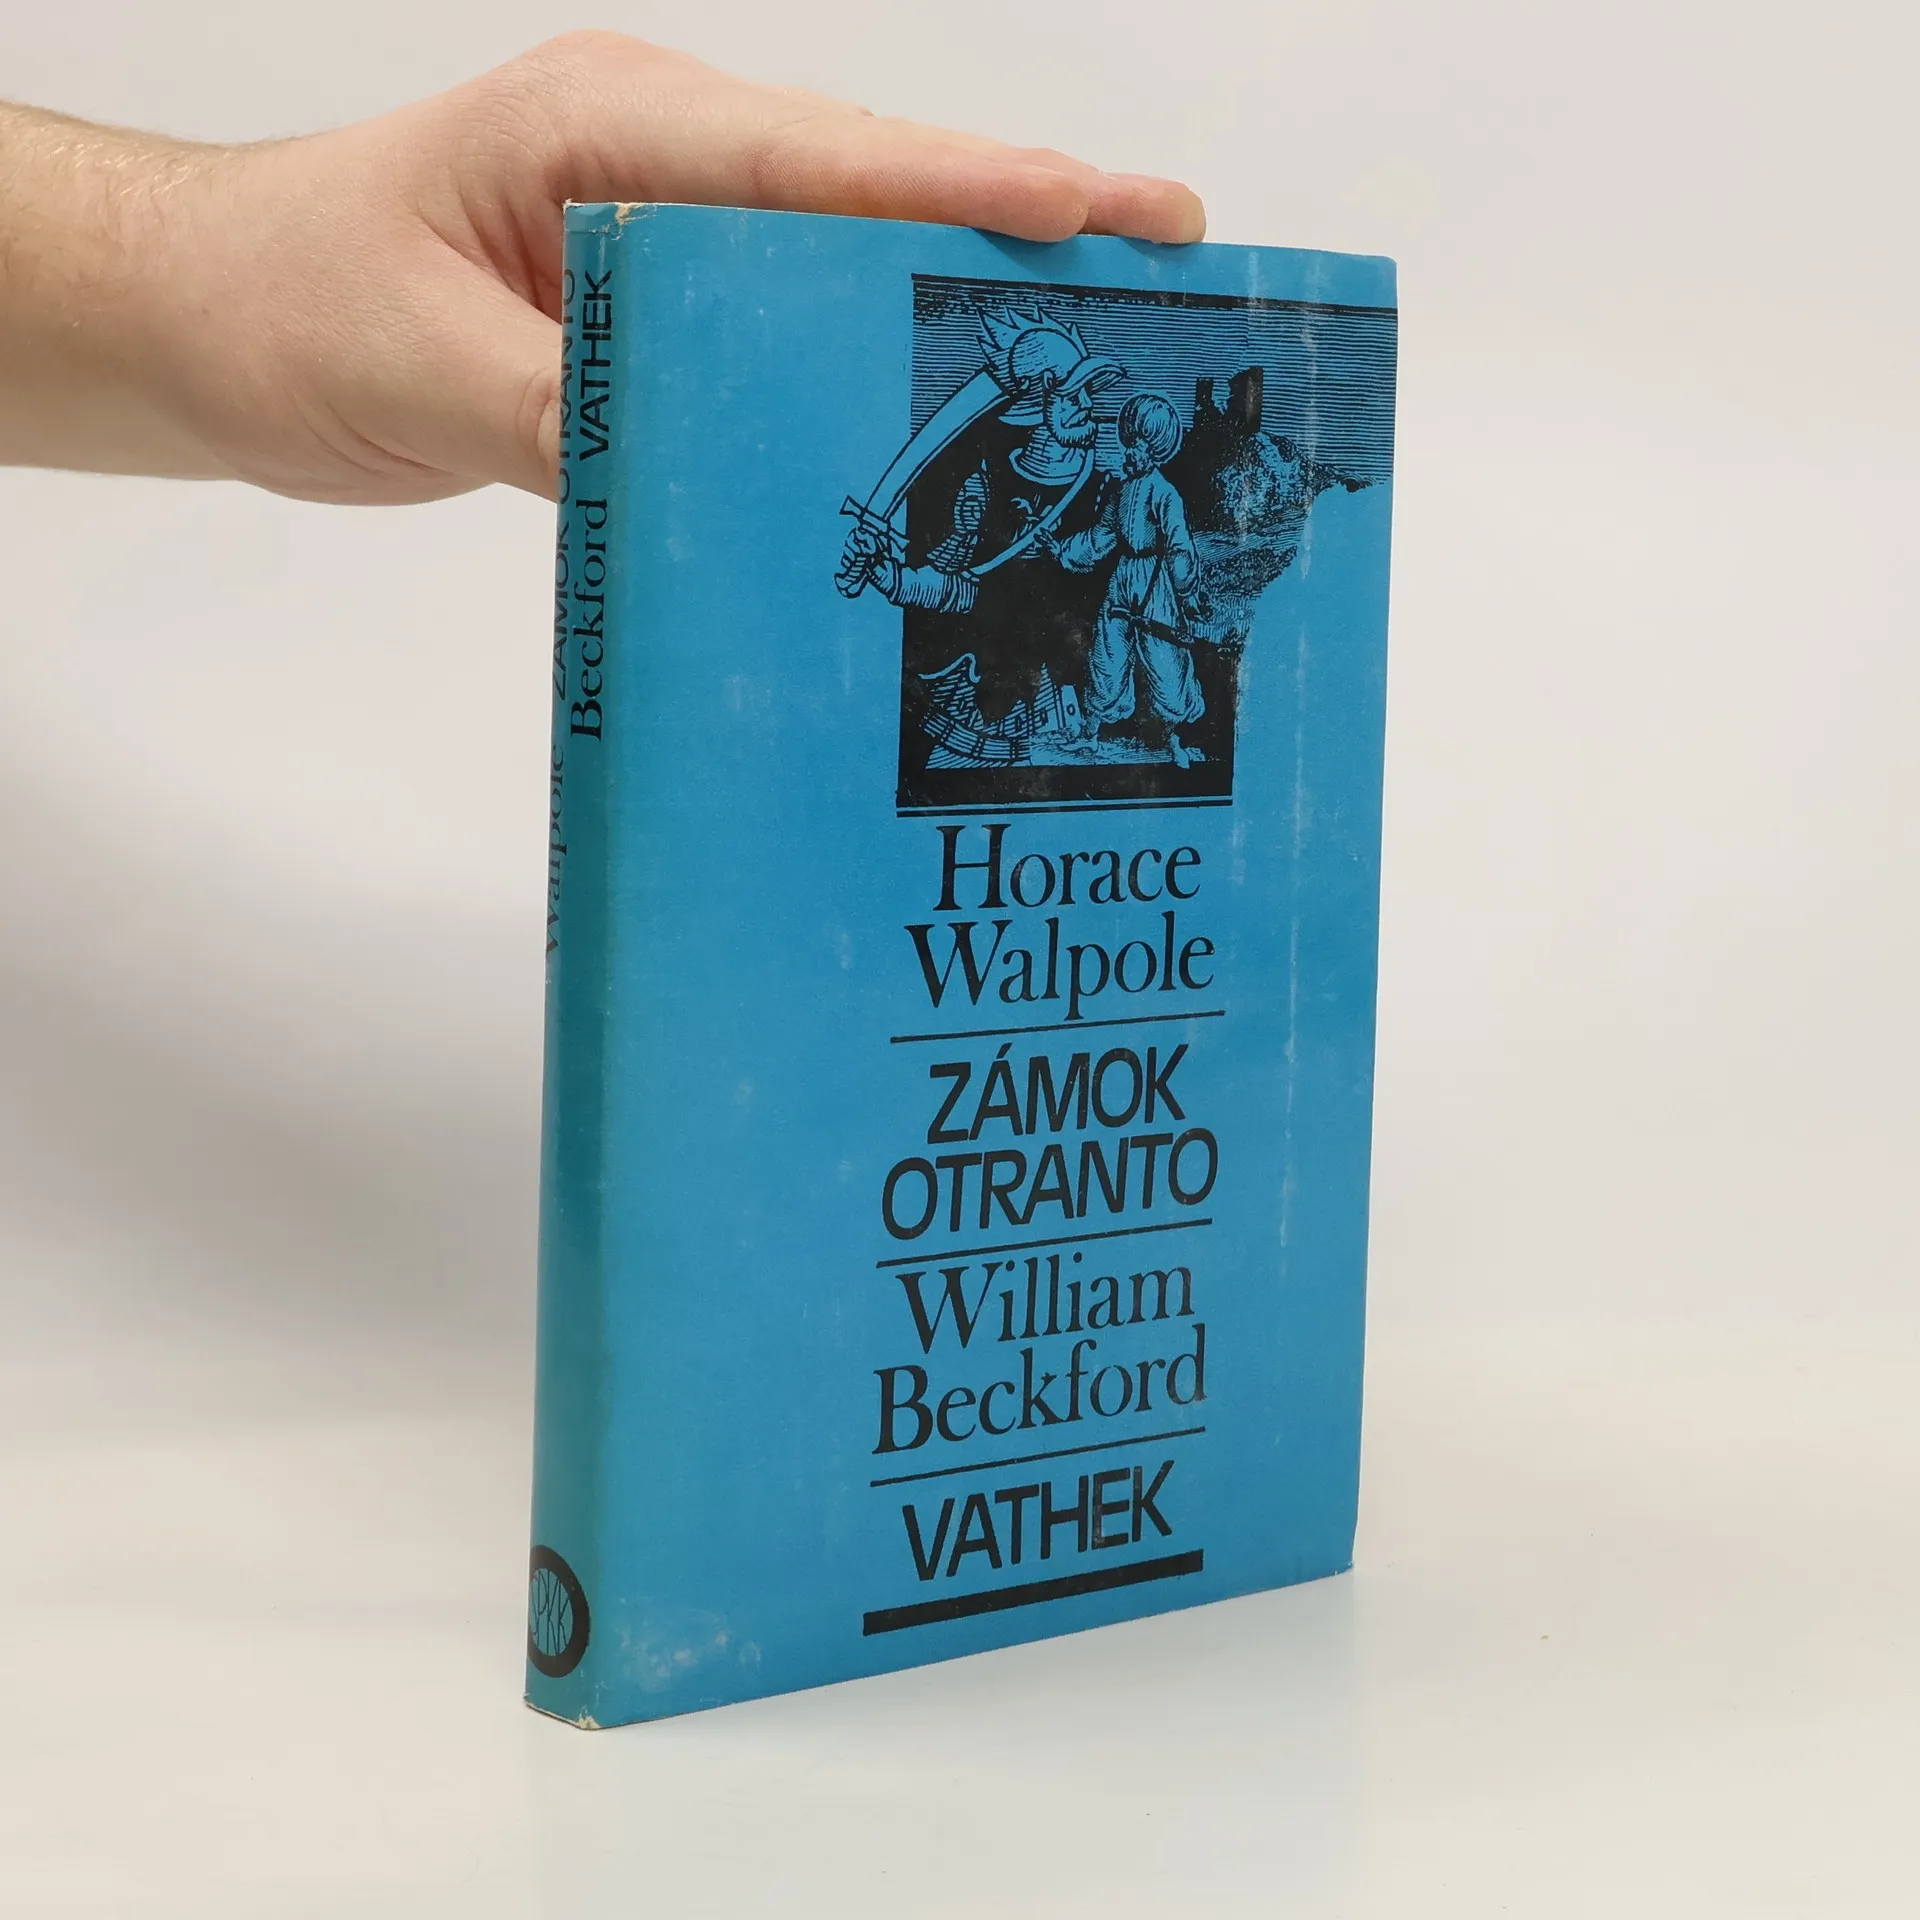 Walpole ZÁMOK OTRANTO
Beckford VATHEK
SPKK
Horace
Walpole
ZÁMOK
OTRANTO
William
Beckford
VATHEK